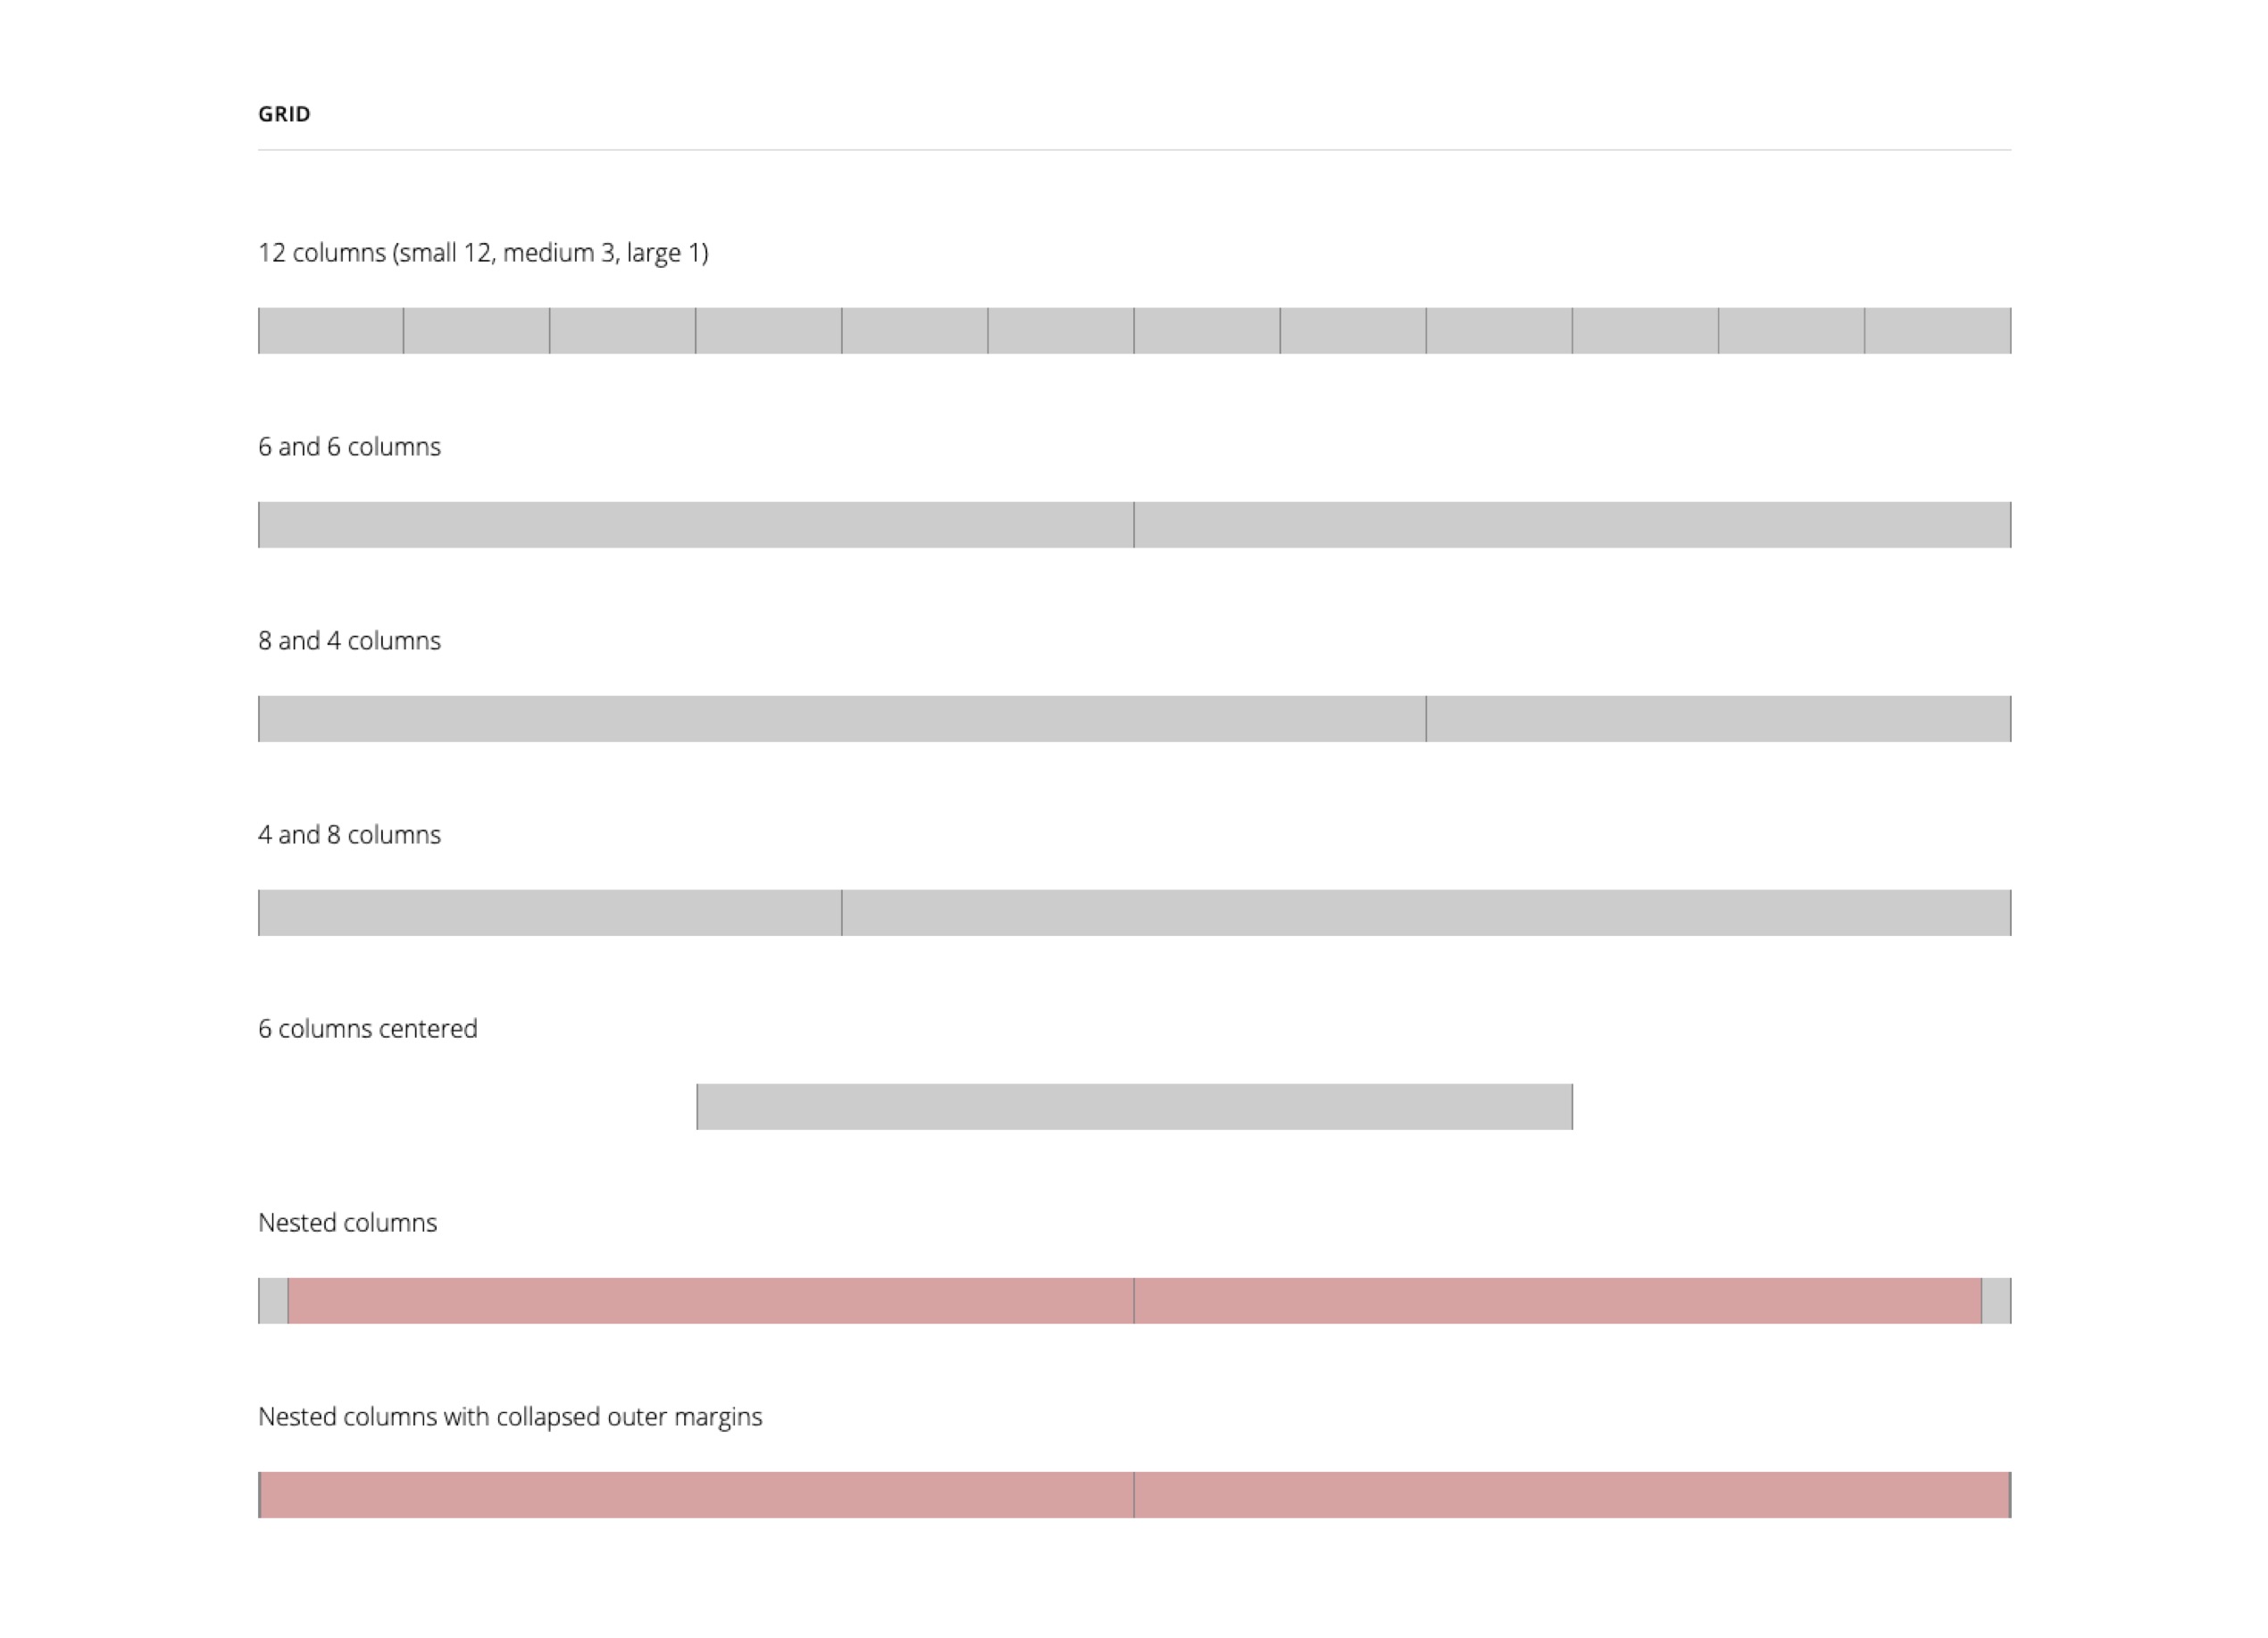 GRID
12 columns (small 12, medium 3, large 1)
6 and 6 columns
8 and 4 columns
4 and 8 columns
6 columns centered
Nested columns
Nested columns with collapsed outer margins